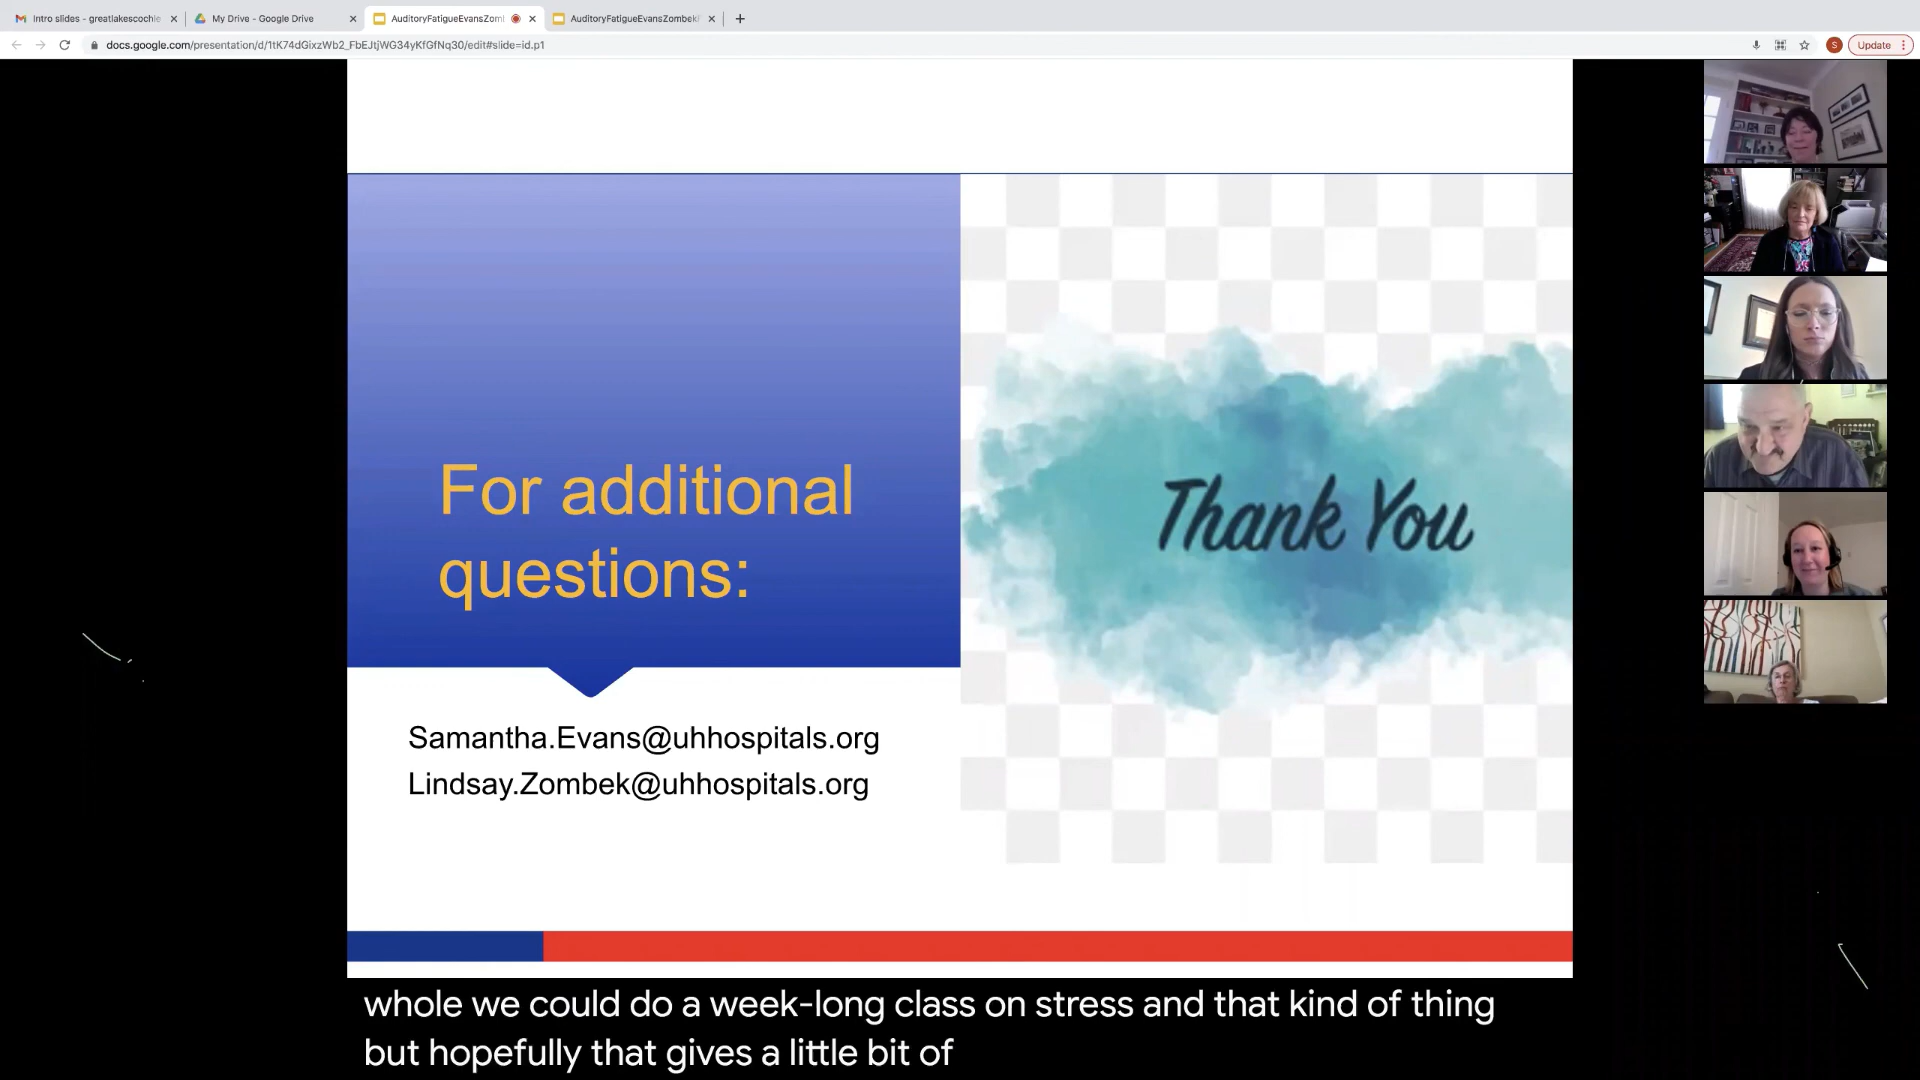 Intro slides - greatlakescochle
My Drive - Google Drive
AuditoryFatigueEvansZomb
AuditoryFatigueEvansZombekF
docs.google.com/presentation/d/1tK74dGixzWb2_FbEJtjWG34yKfGfNq30/edit#slide=id.p1
S
Update
For additional
questions:
Thank You
Samantha.Evans@uhhospitals.org
Lindsay.Zombek@uhhospitals.org
whole we could do a week-long class on stress and that kind of thing
but hopefully that gives a little bit of